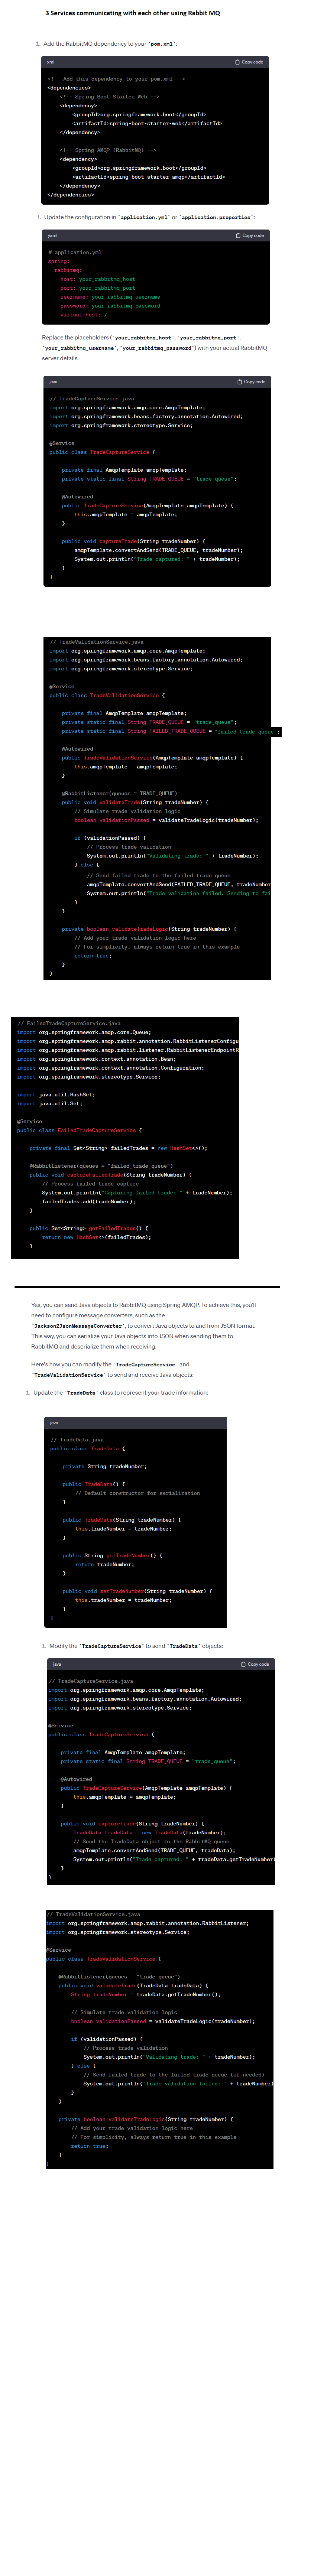 3 Services communicating with each other using Rabbit MQ
1. Add the RabbitMQ dependency to your `pom.xml`:
xml Copy code
<!-- Add this dependency to your pom.xml -->
<dependencies>
<!-- Spring Boot Starter Web -->
<dependency>
<groupId>org.springframework.boot</groupId>
<artifactId>spring-boot-starter-web</artifactId>
</dependency>
<!-- Spring AMQP (RabbitMQ) -->
<dependency>
<groupId>org.springframework.boot</groupId>
<artifactId>spring-boot-starter-amqp</artifactId>
</dependency>
</dependencies>
1. Update the configuration in `application.yml` or `application.properties`:
yaml Copy code
# application.yml
spring:
rabbitmq:
host: your_rabbitmq_host
port: your_rabbitmq_port
username: your_rabbitmq_username
password: your_rabbitmq_password
virtual-host: /
Replace the placeholders (`your_rabbitmq_host`, `your_rabbitmq_port`,
`your_rabbitmq_username`, `your_rabbitmq_password`) with your actual RabbitMQ
server details.
java Copy code
// TradeCaptureService.java
import org.springframework.amqp.core.AmqpTemplate;
import org.springframework.beans.factory.annotation.Autowired;
import org.springframework.stereotype.Service;
@Service
public class TradeCaptureService {
private final AmqpTemplate amqpTemplate;
private static final String TRADE_QUEUE = "trade_queue";
@Autowired
public TradeCaptureService(AmqpTemplate amqpTemplate) {
this.amqpTemplate = amqpTemplate;
}
public void captureTrade(String tradeNumber) {
amqpTemplate.convertAndSend(TRADE_QUEUE, tradeNumber);
System.out.println("Trade captured: " + tradeNumber);
}
}
// TradeValidationService.java
import org.springframework.amqp.core.AmqpTemplate;
import org.springframework.beans.factory.annotation.Autowired;
import org.springframework.stereotype.Service;
@Service
public class TradeValidationService {
private final AmqpTemplate amqpTemplate;
private static final String TRADE_QUEUE = "trade_queue";
private static final String FAILED_TRADE_QUEUE = "failed_trade_queue";
@Autowired
public TradeValidationService(AmqpTemplate amqpTemplate) {
this.amqpTemplate = amqpTemplate;
}
@RabbitListener(queues = TRADE_QUEUE)
public void validateTrade(String tradeNumber) {
// Simulate trade validation logic
boolean validationPassed = validateTradeLogic(tradeNumber);
if (validationPassed) {
// Process trade validation
System.out.println("Validating trade: " + tradeNumber);
} else {
// Send failed trade to the failed trade queue
amqpTemplate.convertAndSend(FAILED_TRADE_QUEUE, tradeNumber
System.out.println("Trade validation failed. Sending to fai
}
}
private boolean validateTradeLogic(String tradeNumber) {
// Add your trade validation logic here
// For simplicity, always return true in this example
return true;
}
}
// FailedTradeCaptureService.java
import org.springframework.amqp.core.Queue;
import org.springframework.amqp.rabbit.annotation.RabbitListenerConfigu
import org.springframework.amqp.rabbit.listener.RabbitListenerEndpointR
import org.springframework.context.annotation.Bean;
import org.springframework.context.annotation.Configuration;
import org.springframework.stereotype.Service;
import java.util.HashSet;
import java.util.Set;
@Service
public class FailedTradeCaptureService {
private final Set<String> failedTrades = new HashSet<>();
@RabbitListener(queues = "failed_trade_queue")
public void captureFailedTrade(String tradeNumber) {
// Process failed trade capture
System.out.println("Capturing failed trade: " + tradeNumber);
failedTrades.add(tradeNumber);
}
public Set<String> getFailedTrades() {
return new HashSet<>(failedTrades);
}
Yes, you can send Java objects to RabbitMQ using Spring AMQP. To achieve this, you'll
need to configure message converters, such as the
`Jackson2JsonMessageConverter`, to convert Java objects to and from JSON format.
This way, you can serialize your Java objects into JSON when sending them to
RabbitMQ and deserialize them when receiving.
Here's how you can modify the `TradeCaptureService` and
`TradeValidationService` to send and receive Java objects:
1. Update the `TradeData` class to represent your trade information:
java
// TradeData.java
public class TradeData {
private String tradeNumber;
public TradeData() {
// Default constructor for serialization
}
public TradeData(String tradeNumber) {
this.tradeNumber = tradeNumber;
}
public String getTradeNumber() {
return tradeNumber;
}
public void setTradeNumber(String tradeNumber) {
this.tradeNumber = tradeNumber;
}
}
1. Modify the `TradeCaptureService` to send `TradeData` objects:
java Copy code
// TradeCaptureService.java
import org.springframework.amqp.core.AmqpTemplate;
import org.springframework.beans.factory.annotation.Autowired;
import org.springframework.stereotype.Service;
@Service
public class TradeCaptureService {
private final AmqpTemplate amqpTemplate;
private static final String TRADE_QUEUE = "trade_queue";
@Autowired
public TradeCaptureService(AmqpTemplate amqpTemplate) {
this.amqpTemplate = amqpTemplate;
}
public void captureTrade(String tradeNumber) {
TradeData tradeData = new TradeData(tradeNumber);
// Send the TradeData object to the RabbitMQ queue
amqpTemplate.convertAndSend(TRADE_QUEUE, tradeData);
System.out.println("Trade captured: " + tradeData.getTradeNumber(
}
}
// TradeValidationService.java
import org.springframework.amqp.rabbit.annotation.RabbitListener;
import org.springframework.stereotype.Service;
@Service
public class TradeValidationService {
@RabbitListener(queues = "trade_queue")
public void validateTrade(TradeData tradeData) {
String tradeNumber = tradeData.getTradeNumber();
// Simulate trade validation logic
boolean validationPassed = validateTradeLogic(tradeNumber);
if (validationPassed) {
// Process trade validation
System.out.println("Validating trade: " + tradeNumber);
} else {
// Send failed trade to the failed trade queue (if needed)
System.out.println("Trade validation failed: " + tradeNumber)
}
}
private boolean validateTradeLogic(String tradeNumber) {
// Add your trade validation logic here
// For simplicity, always return true in this example
return true;
}
}